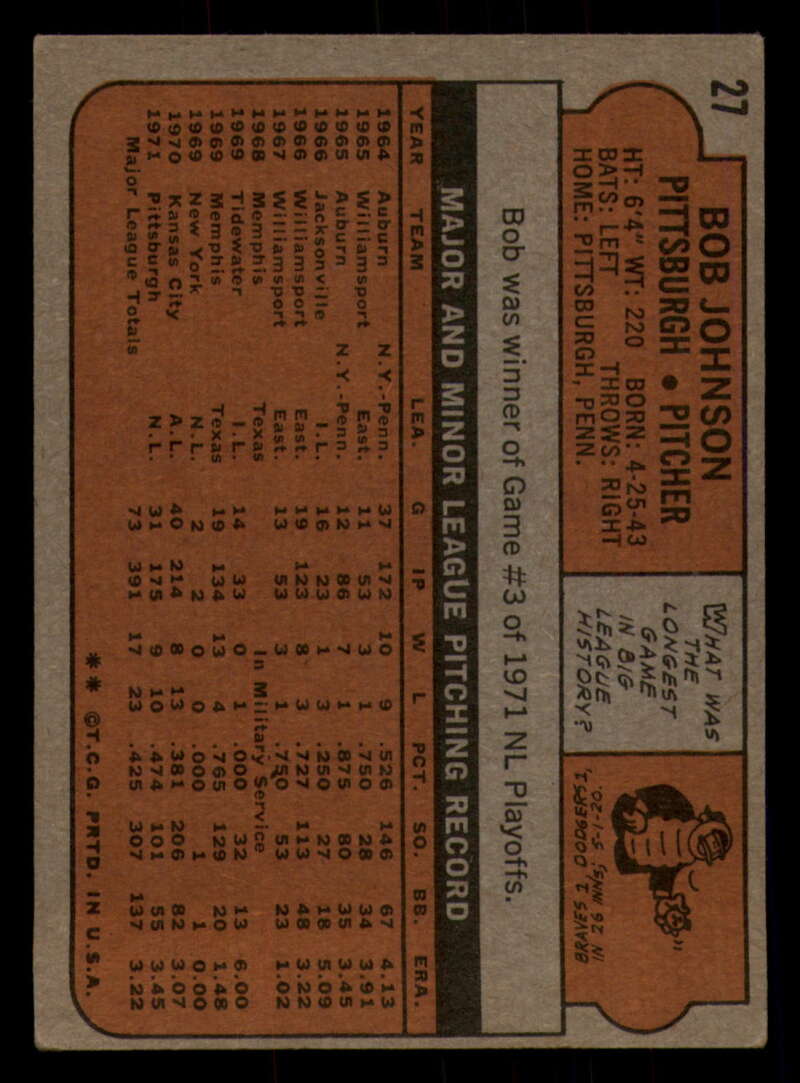 27
BOB JOHNSON
PITTSBURGH • PITCHER
HT: 6'4" WT: 220 BORN: 4-25-43
BATS: LEFT THROWS: RIGHT
HOME: PITTSBURGH, PENN.
WHAT WAS
THE
LONGEST
GAME
IN BIG
LEAGUE
HISTORY?
BRAVES 1, DODGERS 1,
IN 26 INNS., 5-1-20.
Bob was winner of Game #3 of 1971 NL Playoffs.
MAJOR AND MINOR LEAGUE PITCHING RECORD
YEAR TEAM LEA. G IP W L PCT. SO. BB. ERA.
1964 Auburn N.Y.-Penn. 37 172 10 9 .526 146 67 4.13
1965 Williamsport East. 11 53 3 1 .750 28 34 3.91
1965 Auburn N.Y.-Penn. 12 86 7 1 .875 80 35 3.45
1966 Jacksonville I.L. 16 23 1 3 .250 27 18 5.09
1966 Williamsport East. 19 123 8 3 .727 113 48 3.22
1967 Williamsport East. 13 53 3 1 .750 53 23 1.02
1968 Memphis Texas In Military Service
1969 Tidewater I.L. 14 33 0 1 .000 32 13 6.00
1969 Memphis Texas 19 134 13 4 .765 129 20 1.48
1969 New York N.L. 2 2 0 0 .000 1 1 0.00
1970 Kansas City A.L. 40 214 8 13 .381 206 82 3.07
1971 Pittsburgh N.L. 31 175 9 10 .474 101 55 3.45
Major League Totals 73 391 17 23 .425 307 137 3.22
** ©T.C.G. PRTD. IN U.S.A.